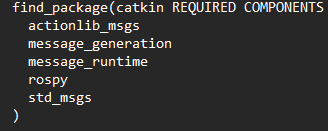 find_package(catkin REQUIRED COMPONENTS
  actionlib_msgs
  message_generation
  message_runtime
  rospy
  std_msgs
)